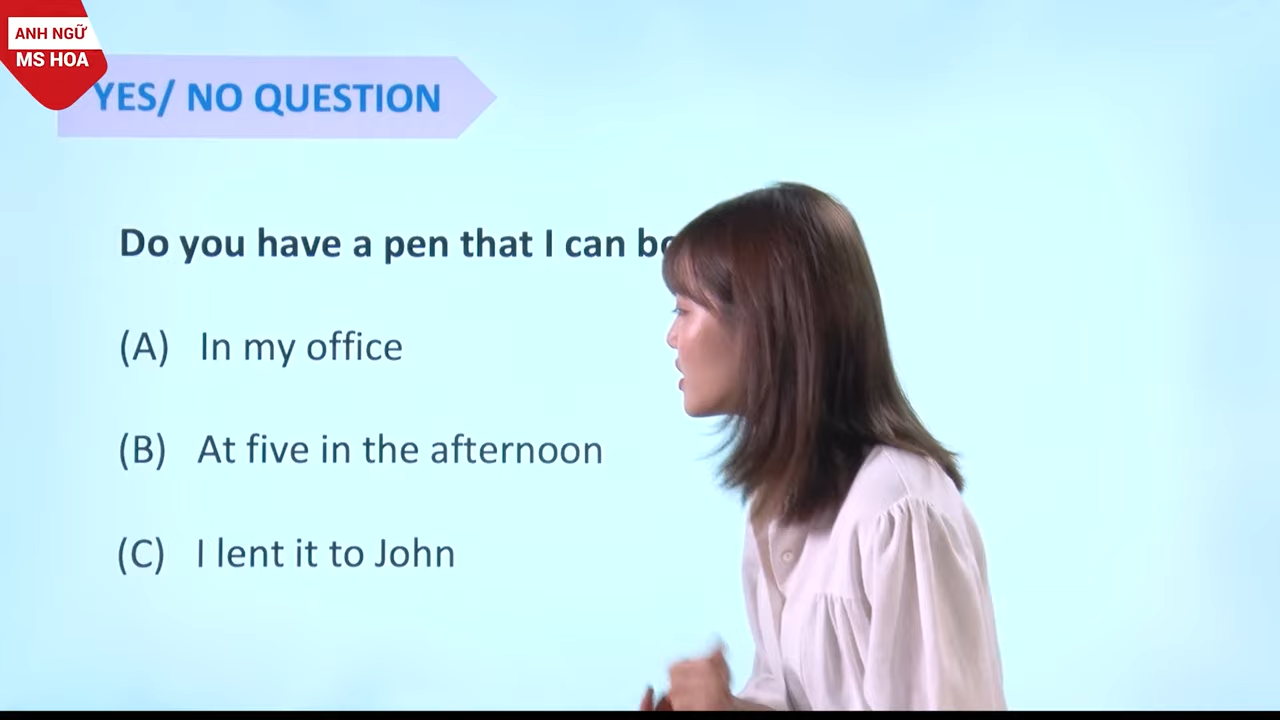 ANH NGỮ
MS HOA
YES/ NO QUESTION
Do you have a pen that I can
(A) In my office
(B) At five in the afternoon
(C) I lent it to John